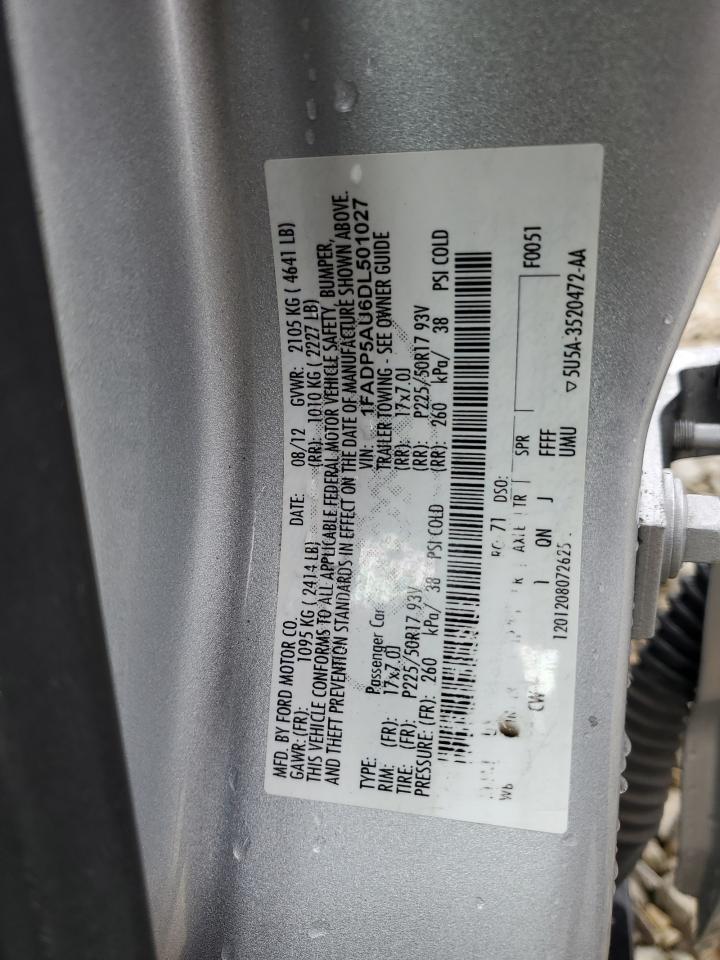 MFD. BY FORD MOTOR CO.
DATE: 08/12 GVWR: 2105 KG ( 4641 LB)
GAWR: (FR): 1095 KG ( 2414 LB) (RR): 1010 KG ( 2227 LB)
THIS VEHICLE CONFORMS TO ALL APPLICABLE FEDERAL MOTOR VEHICLE SAFETY, BUMPER,
AND THEFT PREVENTION STANDARDS IN EFFECT ON THE DATE OF MANUFACTURE SHOWN ABOVE.
VIN: 1FADP5AU6DL501027
TYPE: Passenger Car TRAILER TOWING - SEE OWNER GUIDE
RIM: (FR): 17x7.0J (RR): 17x7.0J
TIRE: (FR): P225/50R17 93V (RR): P225/50R17 93V
PRESSURE: (FR): 260 kPa/ 38 PSI COLD (RR): 260 kPa/ 38 PSI COLD
71 DSO: F0051
WB AXLE TR SPR
1 QN J FFFF
1201208072625 UMU ▽5U5A-3520472-AA